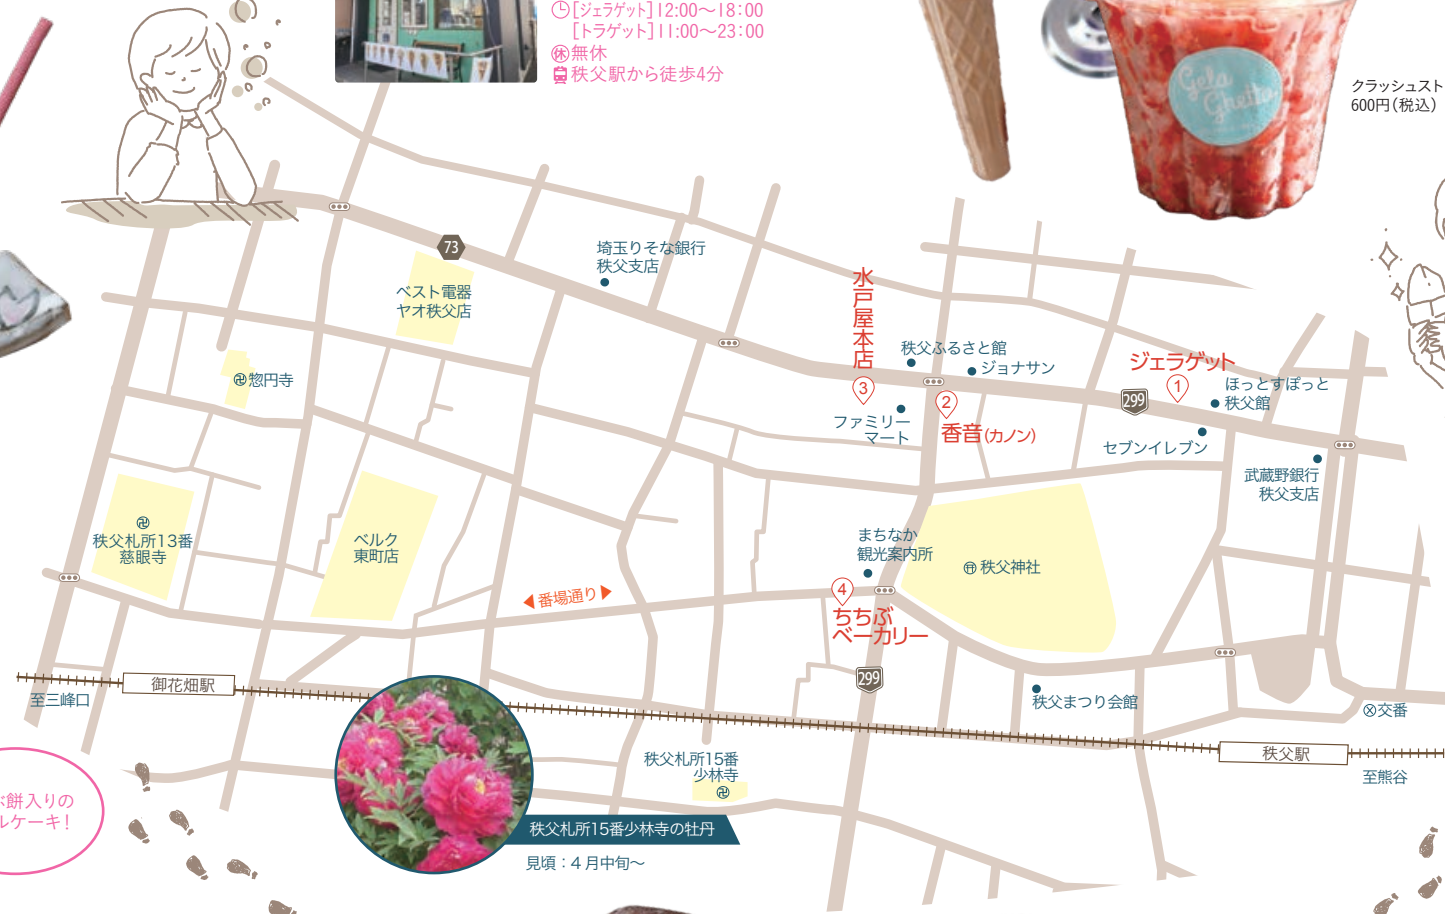 [ジェラゲット]12:00〜18:00
[トラゲット]11:00〜23:00
休無休
秩父駅から徒歩4分
Gela
Ghetto
クラッシュスト
600円(税込)
73
埼玉りそな銀行
秩父支店
ベスト電器
ヤオ秩父店
水戸屋本店
3
秩父ふるさと館
ジョナサン
ジェラゲット
1
ほっとすぽっと
秩父館
299
惣円寺
2
香音(カノン)
ファミリー
マート
セブンイレブン
武蔵野銀行
秩父支店
秩父札所13番
慈眼寺
ベルク
東町店
まちなか
観光案内所
秩父神社
番場通り
4
ちちぶ
ベーカリー
299
御花畑駅
至三峰口
秩父まつり会館
交番
秩父駅
至熊谷
秩父札所15番
少林寺
ぶ餅入りの
ルケーキ!
秩父札所15番少林寺の牡丹
見頃:4月中旬〜